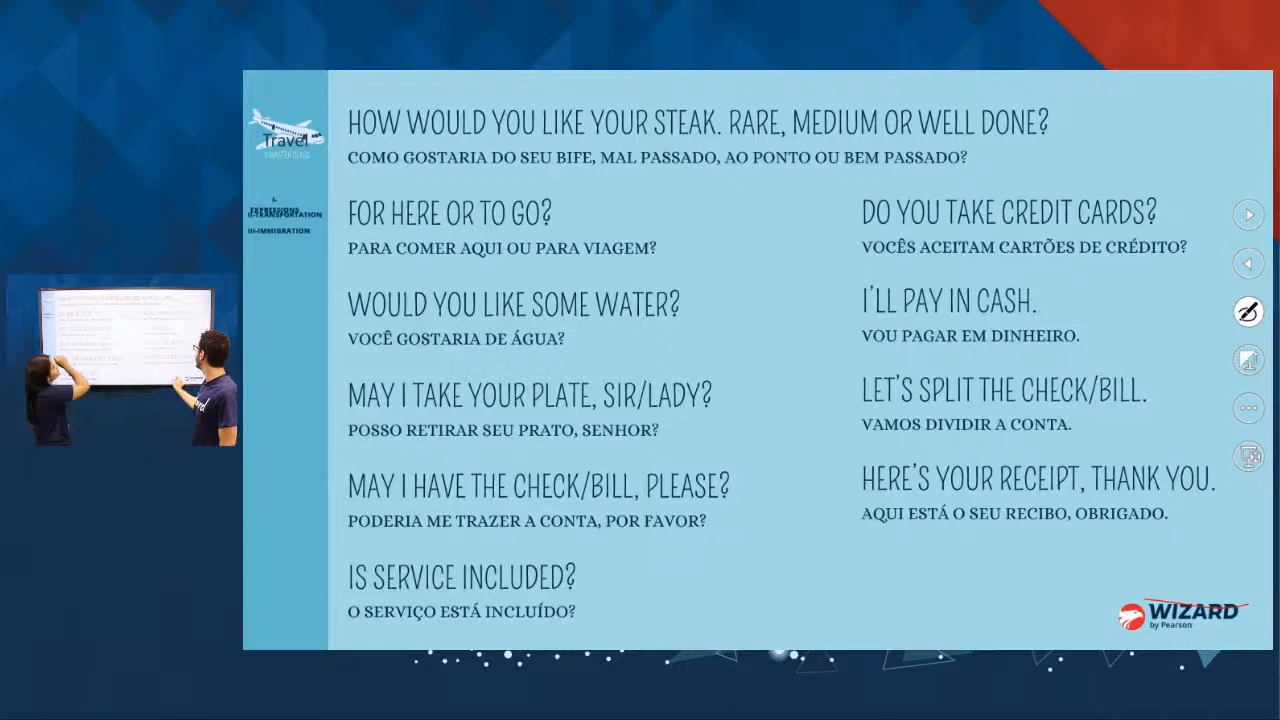 Travel
II MASTER CLASS
I-
EXPRESSIONS
II-TRANSPORTATION
III-IMMIGRATION
HOW WOULD YOU LIKE YOUR STEAK. RARE, MEDIUM OR WELL DONE?
COMO GOSTARIA DO SEU BIFE, MAL PASSADO, AO PONTO OU BEM PASSADO?
FOR HERE OR TO GO?
PARA COMER AQUI OU PARA VIAGEM?
WOULD YOU LIKE SOME WATER?
VOCÊ GOSTARIA DE ÁGUA?
MAY I TAKE YOUR PLATE, SIR/LADY?
POSSO RETIRAR SEU PRATO, SENHOR?
MAY I HAVE THE CHECK/BILL, PLEASE?
PODERIA ME TRAZER A CONTA, POR FAVOR?
IS SERVICE INCLUDED?
O SERVIÇO ESTÁ INCLUÍDO?
DO YOU TAKE CREDIT CARDS?
VOCÊS ACEITAM CARTÕES DE CRÉDITO?
I'LL PAY IN CASH.
VOU PAGAR EM DINHEIRO.
LET'S SPLIT THE CHECK/BILL.
VAMOS DIVIDIR A CONTA.
HERE'S YOUR RECEIPT, THANK YOU.
AQUI ESTÁ O SEU RECIBO, OBRIGADO.
WIZARD
by Pearson